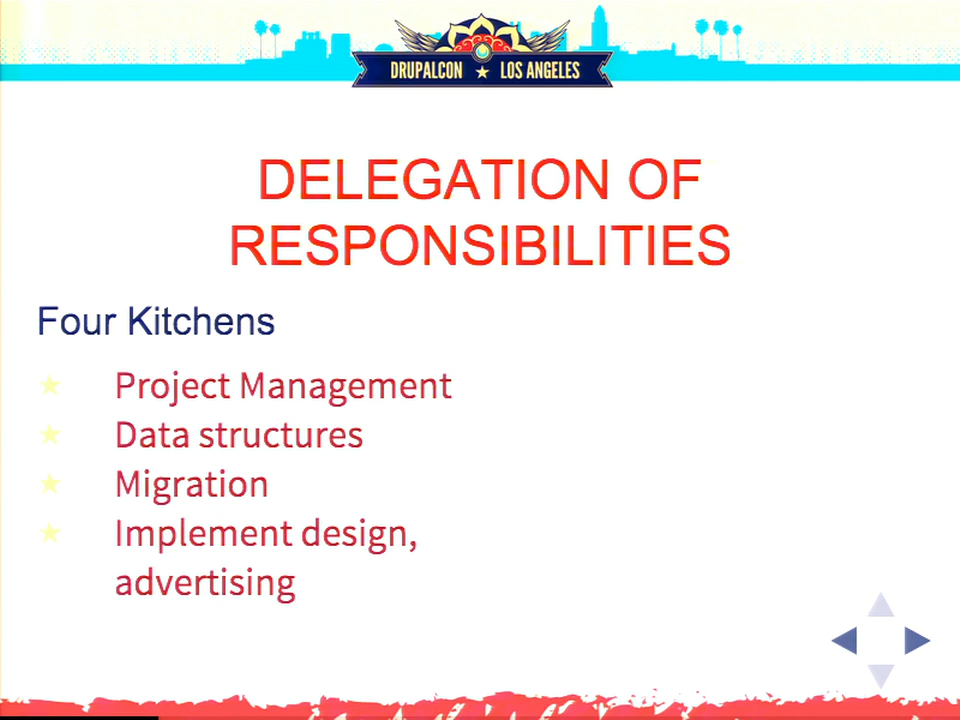 DRUPALCON ★ LOS ANGELES
DELEGATION OF
RESPONSIBILITIES
Four Kitchens
★ Project Management
★ Data structures
★ Migration
★ Implement design,
advertising